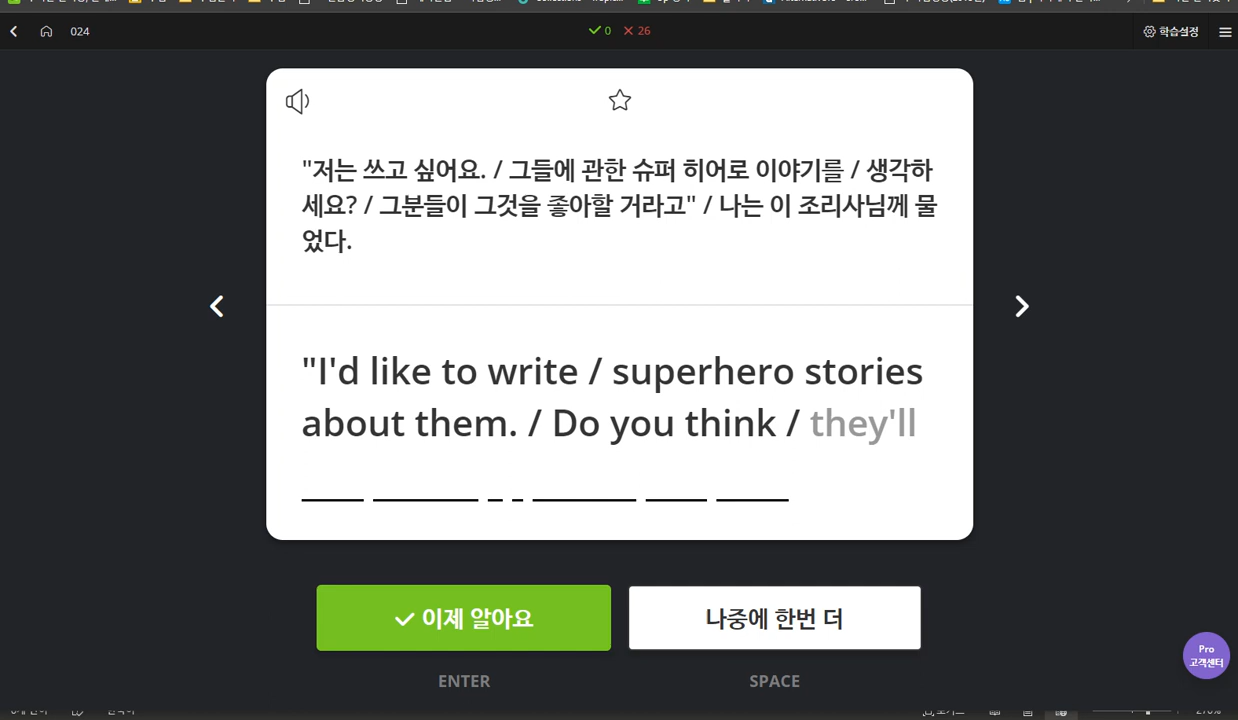 024
0
26
학습설정
"저는 쓰고 싶어요. / 그들에 관한 슈퍼 히어로 이야기를 / 생각하
세요? / 그분들이 그것을 좋아할 거라고" / 나는 이 조리사님께 물
었다.
"I'd like to write / superhero stories
about them. / Do you think / they'll
이제 알아요
나중에 한번 더
ENTER
SPACE
Pro
고객센터